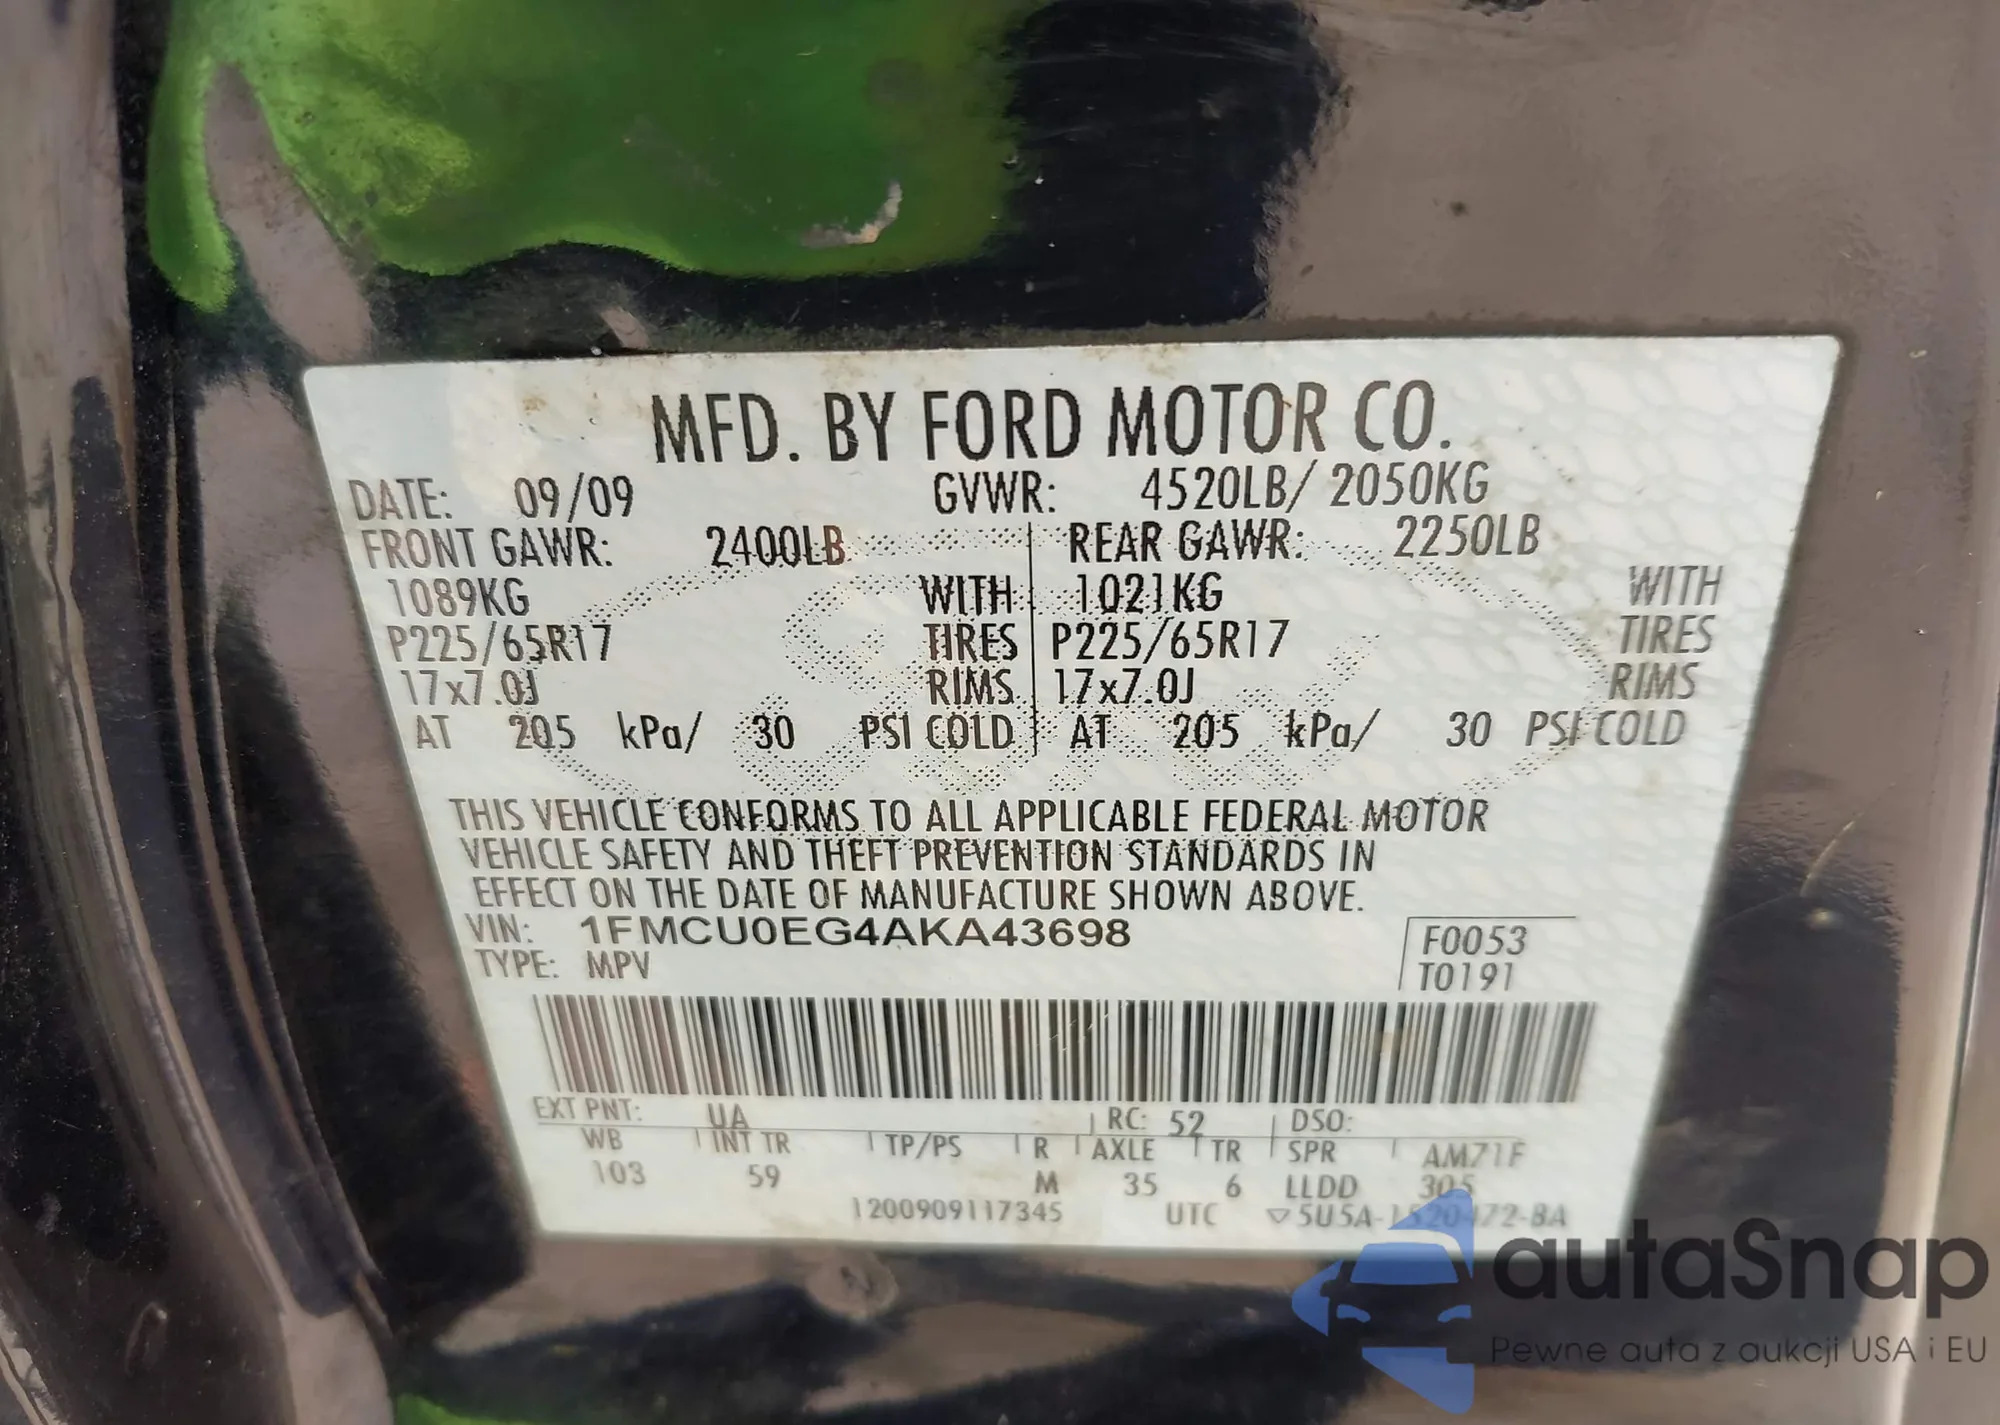 MFD. BY FORD MOTOR CO.
DATE: 09/09 GVWR: 4520LB/ 2050KG
FRONT GAWR: 2400LB REAR GAWR: 2250LB
1089KG WITH 1021KG WITH
P225/65R17 TIRES P225/65R17 TIRES
17x7.0J RIMS 17x7.0J RIMS
AT 205 kPa/ 30 PSI COLD AT 205 kPa/ 30 PSI COLD
THIS VEHICLE CONFORMS TO ALL APPLICABLE FEDERAL MOTOR
VEHICLE SAFETY AND THEFT PREVENTION STANDARDS IN
EFFECT ON THE DATE OF MANUFACTURE SHOWN ABOVE.
VIN: 1FMCU0EG4AKA43698
TYPE: MPV
F0053
T0191
EXT PNT: UA RC: 52 DSO:
WB INT TR TP/PS R AXLE TR SPR AM71F
103 59 M 35 6 LLDD 305
1200909117345 UTC ▽5U5A-1520472-BA
autaSnap
Pewne auta z aukcji USA i EU